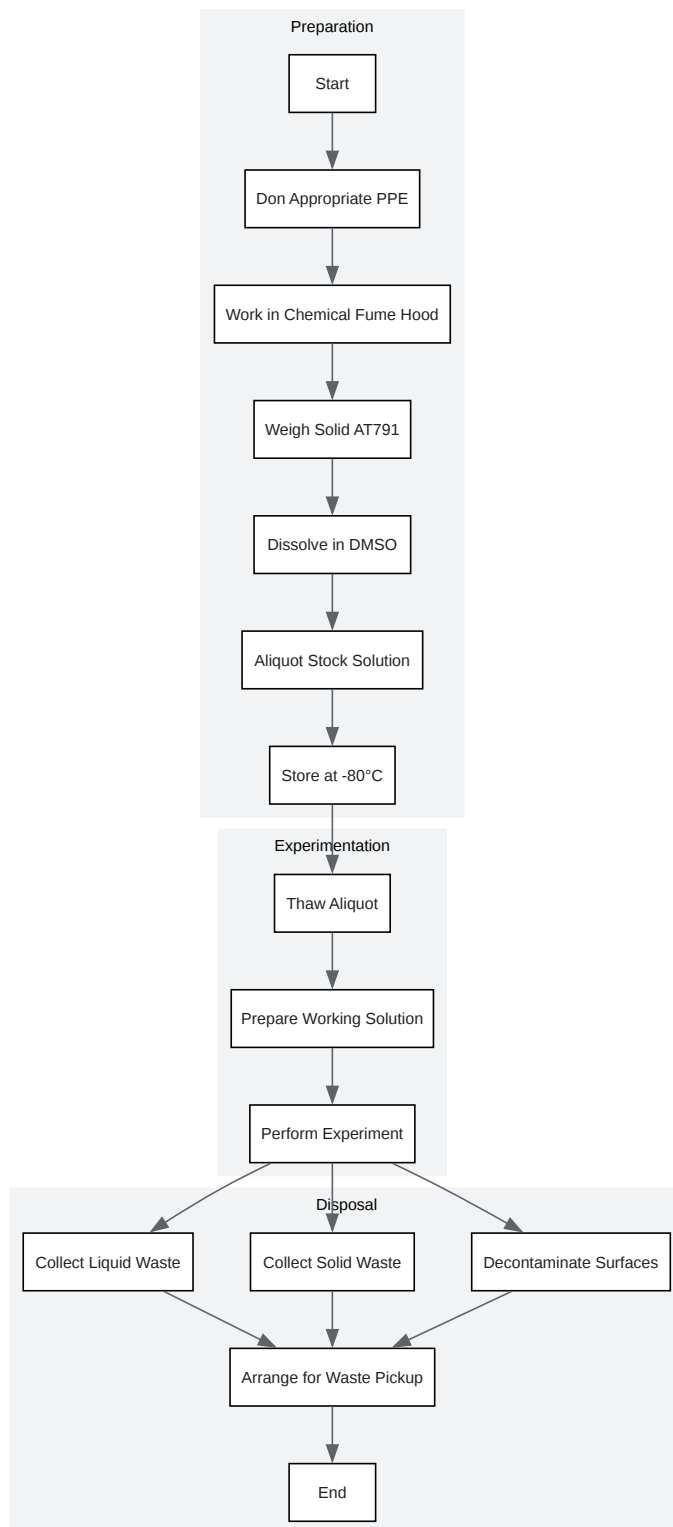 Preparation
Start
Don Appropriate PPE
Work in Chemical Fume Hood
Weigh Solid AT791
Dissolve in DMSO
Aliquot Stock Solution
Store at -80°C
Experimentation
Thaw Aliquot
Prepare Working Solution
Perform Experiment
Disposal
Collect Liquid Waste
Collect Solid Waste
Decontaminate Surfaces
Arrange for Waste Pickup
End